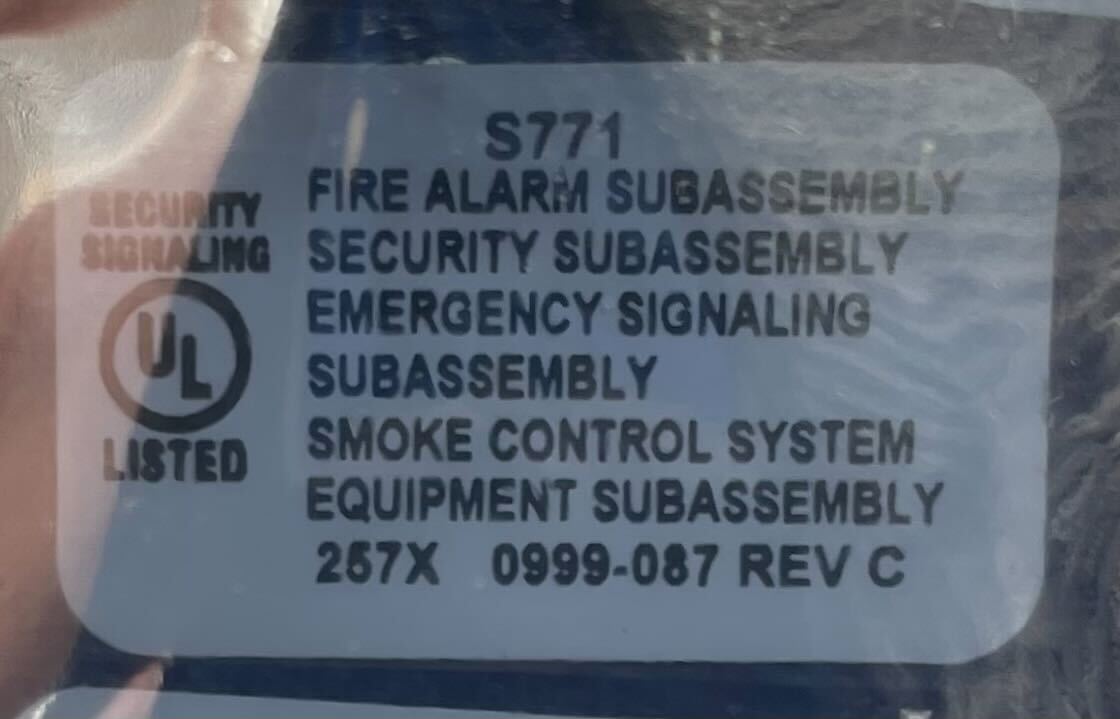 S771
FIRE ALARM SUBASSEMBLY
SECURITY SUBASSEMBLY
EMERGENCY SIGNALING
SUBASSEMBLY
SMOKE CONTROL SYSTEM
EQUIPMENT SUBASSEMBLY
257X 0999-087 REV C
SECURITY
SIGNALING
UL
LISTED